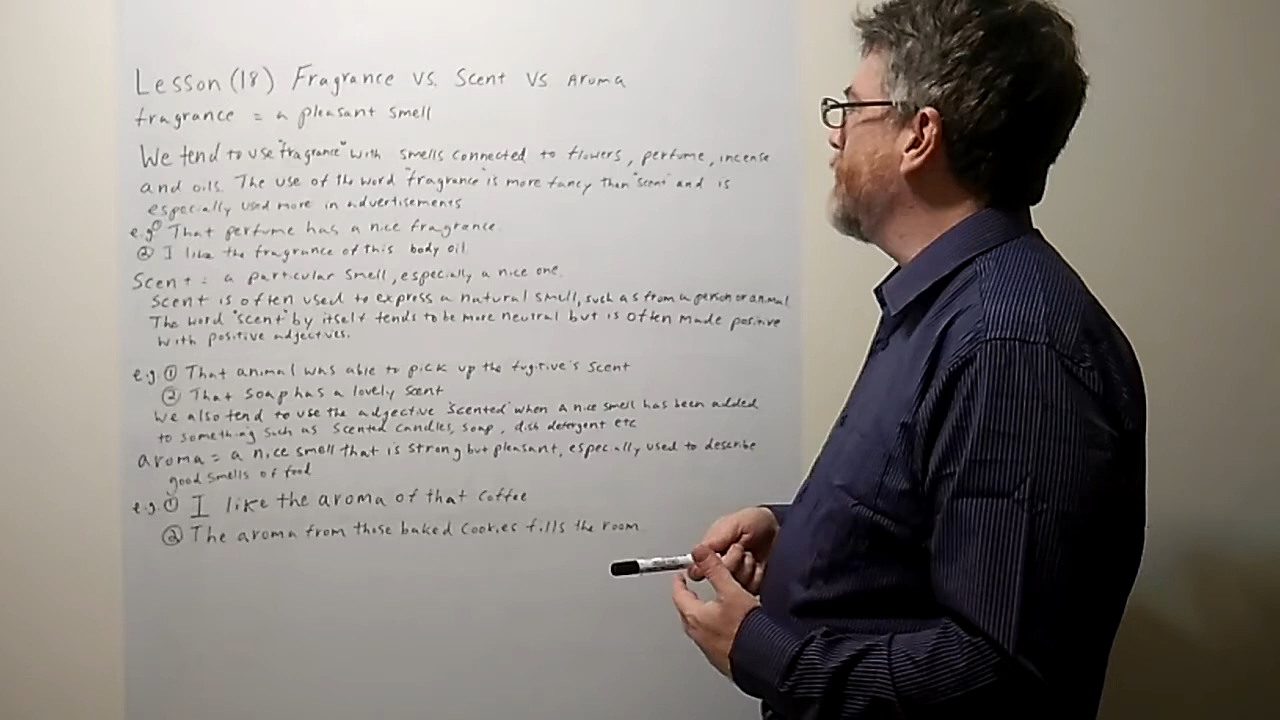 Lesson (18) Fragrance vs. Scent vs Aroma
fragrance = a pleasant smell
We tend to use "fragrance" with smells connected to flowers, perfume, incense
and oils. The use of the word "fragrance" is more fancy than "scent" and is
especially used more in advertisements
e.g ① That perfume has a nice fragrance.
② I like the fragrance of this body oil.
Scent = a particular smell, especially a nice one.
Scent is often used to express a natural smell, such as from a person or animal
The word "scent" by itself tends to be more neutral but is often made positive
with positive adjectives.
e.g ① That animal was able to pick up the fugitive's scent
② That soap has a lovely scent
We also tend to use the adjective "scented" when a nice smell has been added
to something such as scented candles, soap, dish detergent etc
aroma = a nice smell that is strong but pleasant, especially used to describe
good smells of food
e.g. ① I like the aroma of that coffee
② The aroma from those baked cookies fills the room.